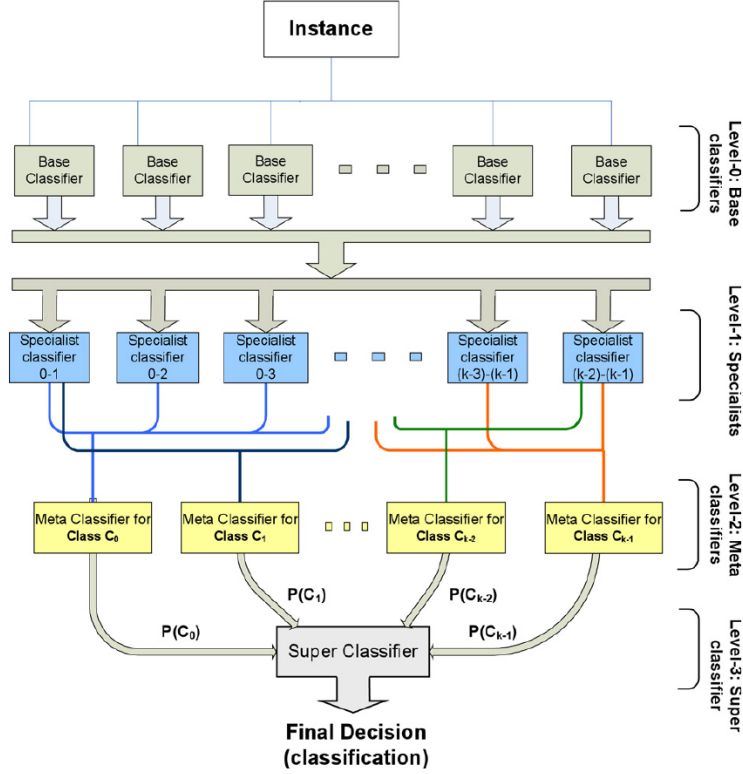 Instance
Base
Classifier
Base
Classifier
Base
Classifier
Base
Classifier
Base
Classifier
Level-0: Base
classifiers
Specialist
classifier
0-1
Specialist
classifier
0-2
Specialist
classifier
0-3
Specialist
classifier
(k-3)-(k-1)
Specialist
classifier
(k-2)-(k-1)
Level-1: Specialists
Meta Classifier for
Class C₀
Meta Classifier for
Class C₁
Meta Classifier for
Class Cₖ₋₂
Meta Classifier for
Class Cₖ₋₁
Level-2: Meta
classifiers
P(C₀)
P(C₁)
P(Cₖ₋₂)
P(Cₖ₋₁)
Super Classifier
Level-3: Super
classifier
Final Decision
(classification)